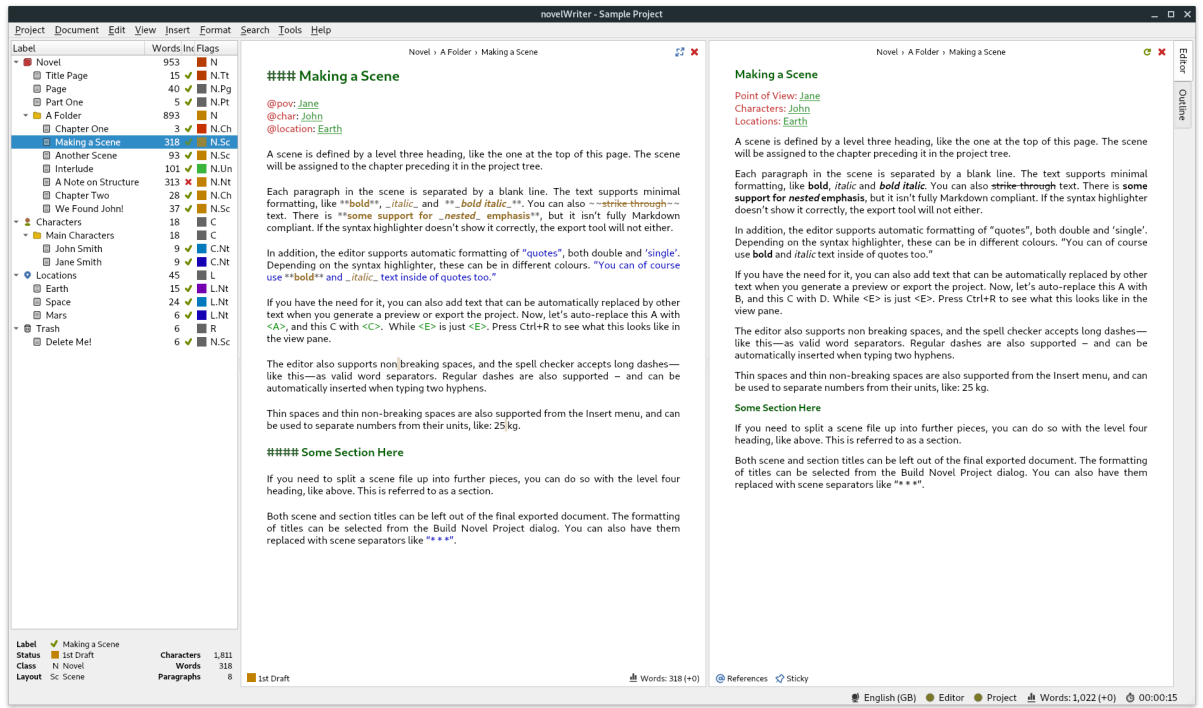 novelWriter - Sample Project
Project Document Edit View Insert Format Search Tools Help
Label Words Inc Flags
Novel 953 N
Title Page 15 N.Tt
Page 40 N.Pg
Part One 5 N.Pt
A Folder 893 N
Chapter One 3 N.Ch
Making a Scene 318 N.Sc
Another Scene 93 N.Sc
Interlude 101 N.Un
A Note on Structure 313 N.Nt
Chapter Two 28 N.Ch
We Found John! 37 N.Sc
Characters 18 C
Main Characters 18 C
John Smith 9 C.Nt
Jane Smith 9 C.Nt
Locations 45 L
Earth 15 L.Nt
Space 24 L.Nt
Mars 6 L.Nt
Trash 6 R
Delete Me! 6 N.Sc
Label Making a Scene
Status 1st Draft Characters 1,811
Class N Novel Words 318
Layout Sc Scene Paragraphs 8
Novel › A Folder › Making a Scene
### Making a Scene
@pov: Jane
@char: John
@location: Earth
A scene is defined by a level three heading, like the one at the top of this page. The scene
will be assigned to the chapter preceding it in the project tree.
Each paragraph in the scene is separated by a blank line. The text supports minimal
formatting, like **bold**, _italic_ and **_bold italic_**. You can also ~~strike through~~
text. There is **some support for _nested_ emphasis**, but it isn’t fully Markdown
compliant. If the syntax highlighter doesn’t show it correctly, the export tool will not either.
In addition, the editor supports automatic formatting of “quotes”, both double and ‘single’.
Depending on the syntax highlighter, these can be in different colours. “You can of course
use **bold** and _italic_ text inside of quotes too.”
If you have the need for it, you can also add text that can be automatically replaced by other
text when you generate a preview or export the project. Now, let’s auto-replace this A with
<A>, and this C with <C>. While <E> is just <E>. Press Ctrl+R to see what this looks like in
the view pane.
The editor also supports non breaking spaces, and the spell checker accepts long dashes—
like this—as valid word separators. Regular dashes are also supported – and can be
automatically inserted when typing two hyphens.
Thin spaces and thin non-breaking spaces are also supported from the Insert menu, and can
be used to separate numbers from their units, like: 25 kg.
#### Some Section Here
If you need to split a scene file up into further pieces, you can do so with the level four
heading, like above. This is referred to as a section.
Both scene and section titles can be left out of the final exported document. The formatting
of titles can be selected from the Build Novel Project dialog. You can also have them
replaced with scene separators like “* * *”.
1st Draft Words: 318 (+0)
Novel › A Folder › Making a Scene
Making a Scene
Point of View: Jane
Characters: John
Locations: Earth
A scene is defined by a level three heading, like the one at the top of this page. The scene
will be assigned to the chapter preceding it in the project tree.
Each paragraph in the scene is separated by a blank line. The text supports minimal
formatting, like bold, italic and bold italic. You can also strike through text. There is some
support for nested emphasis, but it isn’t fully Markdown compliant. If the syntax highlighter
doesn’t show it correctly, the export tool will not either.
In addition, the editor supports automatic formatting of “quotes”, both double and ‘single’.
Depending on the syntax highlighter, these can be in different colours. “You can of course
use bold and italic text inside of quotes too.”
If you have the need for it, you can also add text that can be automatically replaced by other
text when you generate a preview or export the project. Now, let’s auto-replace this A with
B, and this C with D. While <E> is just <E>. Press Ctrl+R to see what this looks like in the
view pane.
The editor also supports non breaking spaces, and the spell checker accepts long dashes—
like this—as valid word separators. Regular dashes are also supported – and can be
automatically inserted when typing two hyphens.
Thin spaces and thin non-breaking spaces are also supported from the Insert menu, and can
be used to separate numbers from their units, like: 25 kg.
Some Section Here
If you need to split a scene file up into further pieces, you can do so with the level four
heading, like above. This is referred to as a section.
Both scene and section titles can be left out of the final exported document. The formatting
of titles can be selected from the Build Novel Project dialog. You can also have them
replaced with scene separators like “* * *”.
References Sticky
Editor
Outline
English (GB) Editor Project Words: 1,022 (+0) 00:00:15